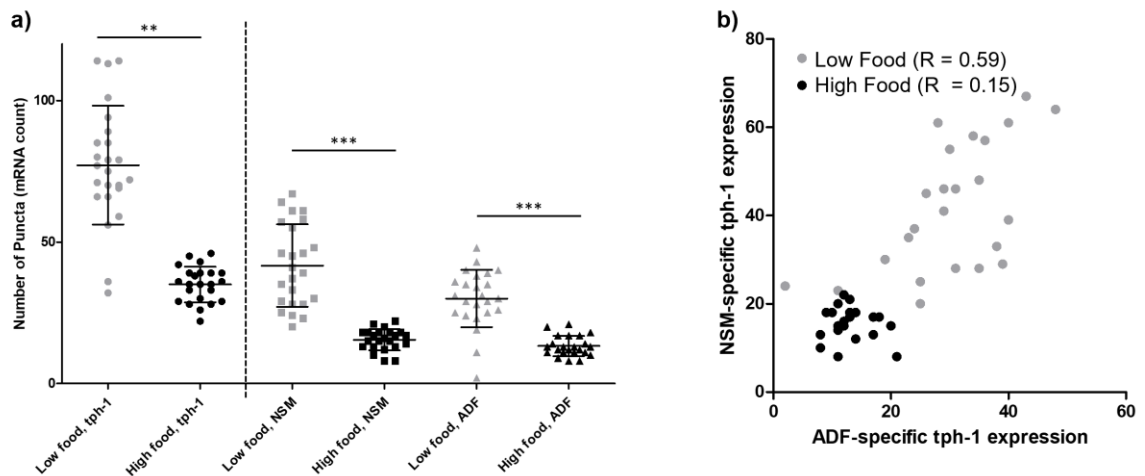 a)
**
***
***
Number of Puncta (mRNA count)
100
50
0
Low food, tph-1
High food, tph-1
Low food, NSM
High food, NSM
Low food, ADF
High food, ADF
b)
80
60
40
20
0
Low Food (R = 0.59)
High Food (R = 0.15)
NSM-specific tph-1 expression
0
20
40
60
ADF-specific tph-1 expression